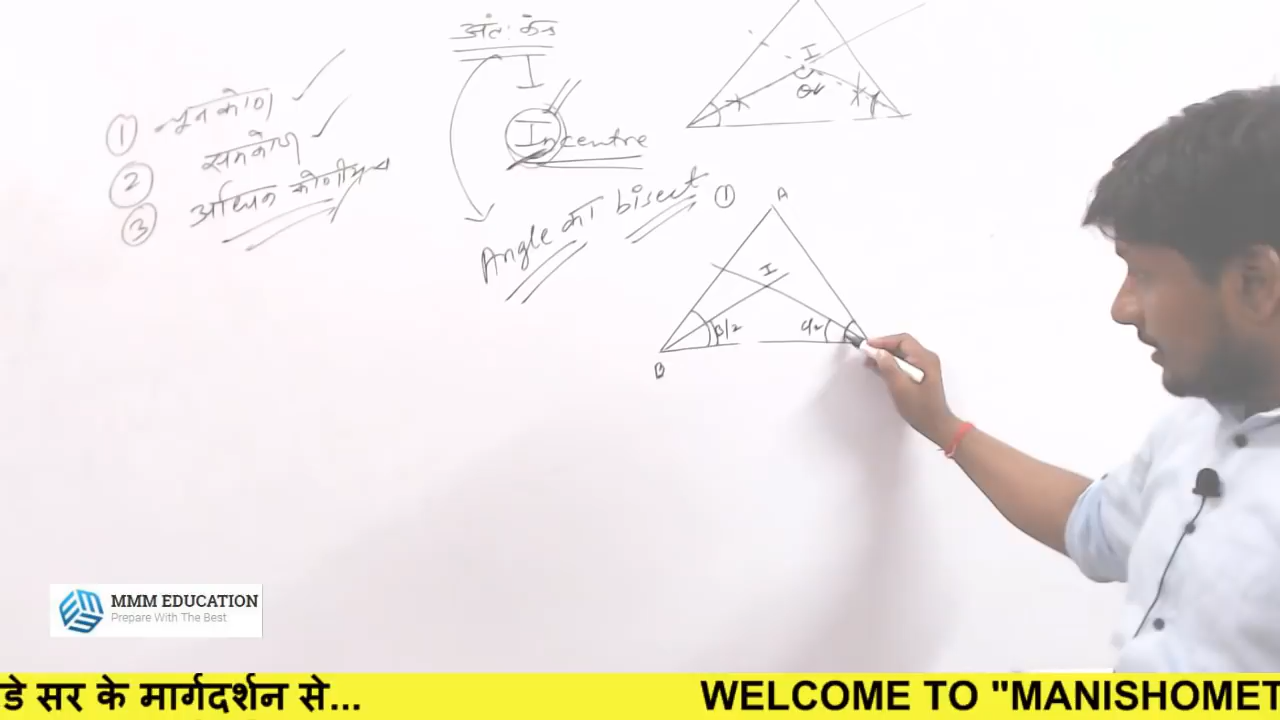 अंतः केन्द्र
I
Incentre
Angle का bisect
① न्यून कोण
② समकोण
③ अधिक कोणीय
I
①
A
I
B/2
C/2
B
MMM EDUCATION
Prepare With The Best
डे सर के मार्गदर्शन से...
WELCOME TO "MANISHOMET